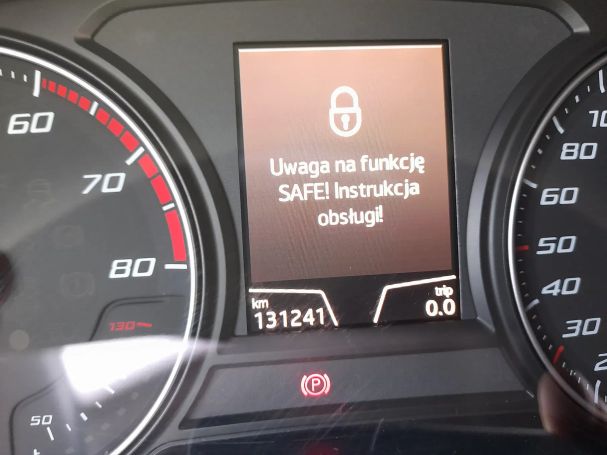 60
70
80
130
50
Uwaga na funkcję
SAFE! Instrukcja
obsługi!
km
131241
trip
0.0
P
80
60
50
40
30